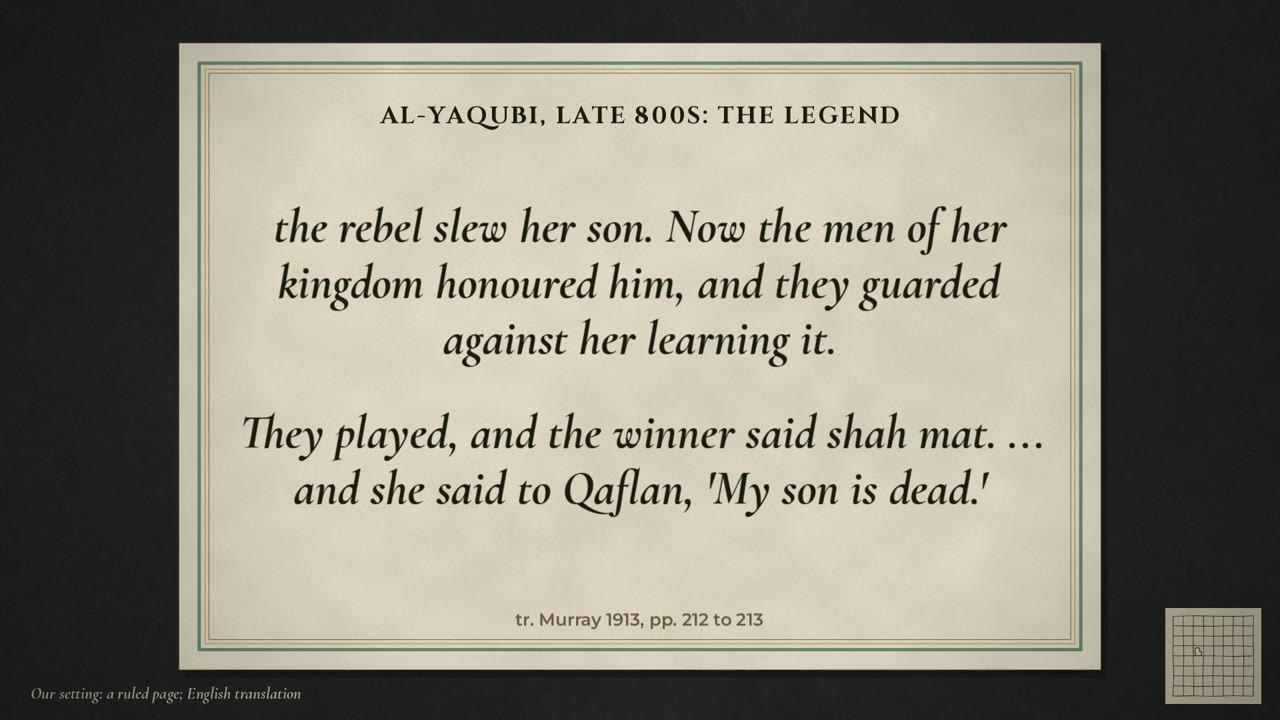 AL-YAQUBI, LATE 800S: THE LEGEND
the rebel slew her son. Now the men of her
kingdom honoured him, and they guarded
against her learning it.
They played, and the winner said shah mat. ...
and she said to Qaflan, 'My son is dead.'
tr. Murray 1913, pp. 212 to 213
Our setting: a ruled page; English translation